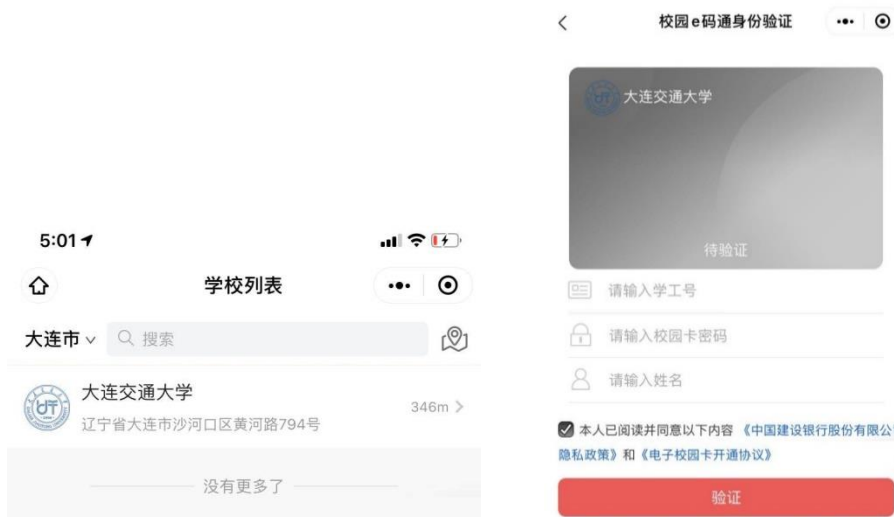 5:01
学校列表
大连市
搜索
大连交通大学
辽宁省大连市沙河口区黄河路794号
346m
没有更多了
校园e码通身份验证
大连交通大学
待验证
请输入学工号
请输入校园卡密码
请输入姓名
本人已阅读并同意以下内容 《中国建设银行股份有限公
隐私政策》和《电子校园卡开通协议》
验证